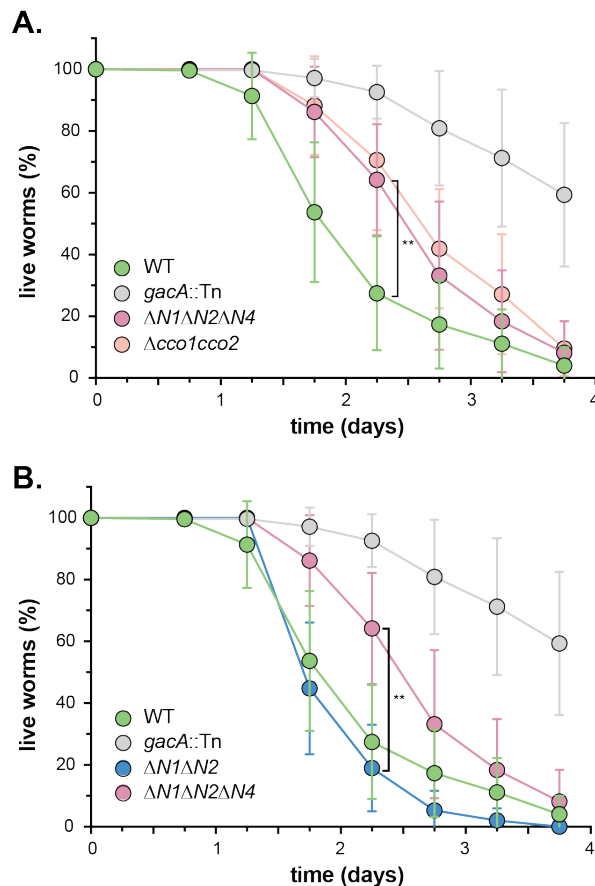 A.
100
80
60
40
20
0
live worms (%)
**
WT
gacA::Tn
ΔN1ΔN2ΔN4
Δcco1cco2
0 1 2 3 4
time (days)
B.
100
80
60
40
20
0
live worms (%)
**
WT
gacA::Tn
ΔN1ΔN2
ΔN1ΔN2ΔN4
0 1 2 3 4
time (days)